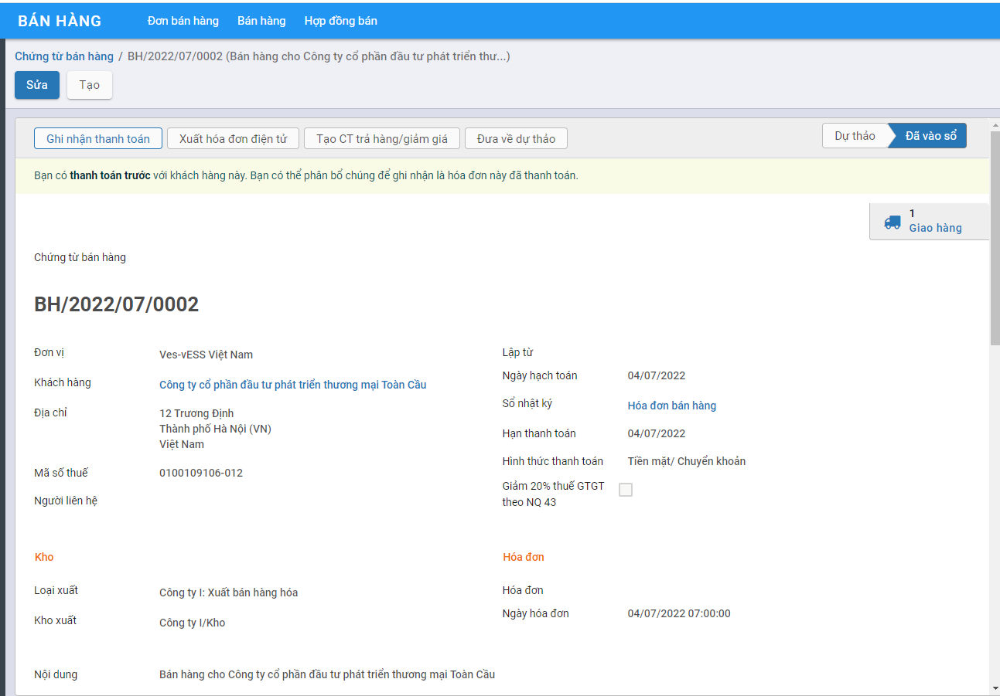 BÁN HÀNG Đơn bán hàng Bán hàng Hợp đồng bán
Chứng từ bán hàng / BH/2022/07/0002 (Bán hàng cho Công ty cổ phần đầu tư phát triển thư...)
Sửa Tạo
Ghi nhận thanh toán Xuất hóa đơn điện tử Tạo CT trả hàng/giảm giá Đưa về dự thảo Dự thảo Đã vào sổ
Bạn có thanh toán trước với khách hàng này. Bạn có thể phân bổ chúng để ghi nhận là hóa đơn này đã thanh toán.
1
Giao hàng
Chứng từ bán hàng
BH/2022/07/0002
Đơn vị Ves-vESS Việt Nam
Khách hàng Công ty cổ phần đầu tư phát triển thương mại Toàn Cầu
Địa chỉ 12 Trương Định
Thành phố Hà Nội (VN)
Việt Nam
Mã số thuế 0100109106-012
Người liên hệ
Lập từ
Ngày hạch toán 04/07/2022
Sổ nhật ký Hóa đơn bán hàng
Hạn thanh toán 04/07/2022
Hình thức thanh toán Tiền mặt/ Chuyển khoản
Giảm 20% thuế GTGT
theo NQ 43
Kho
Loại xuất Công ty I: Xuất bán hàng hóa
Kho xuất Công ty I/Kho
Hóa đơn
Hóa đơn
Ngày hóa đơn 04/07/2022 07:00:00
Nội dung Bán hàng cho Công ty cổ phần đầu tư phát triển thương mại Toàn Cầu